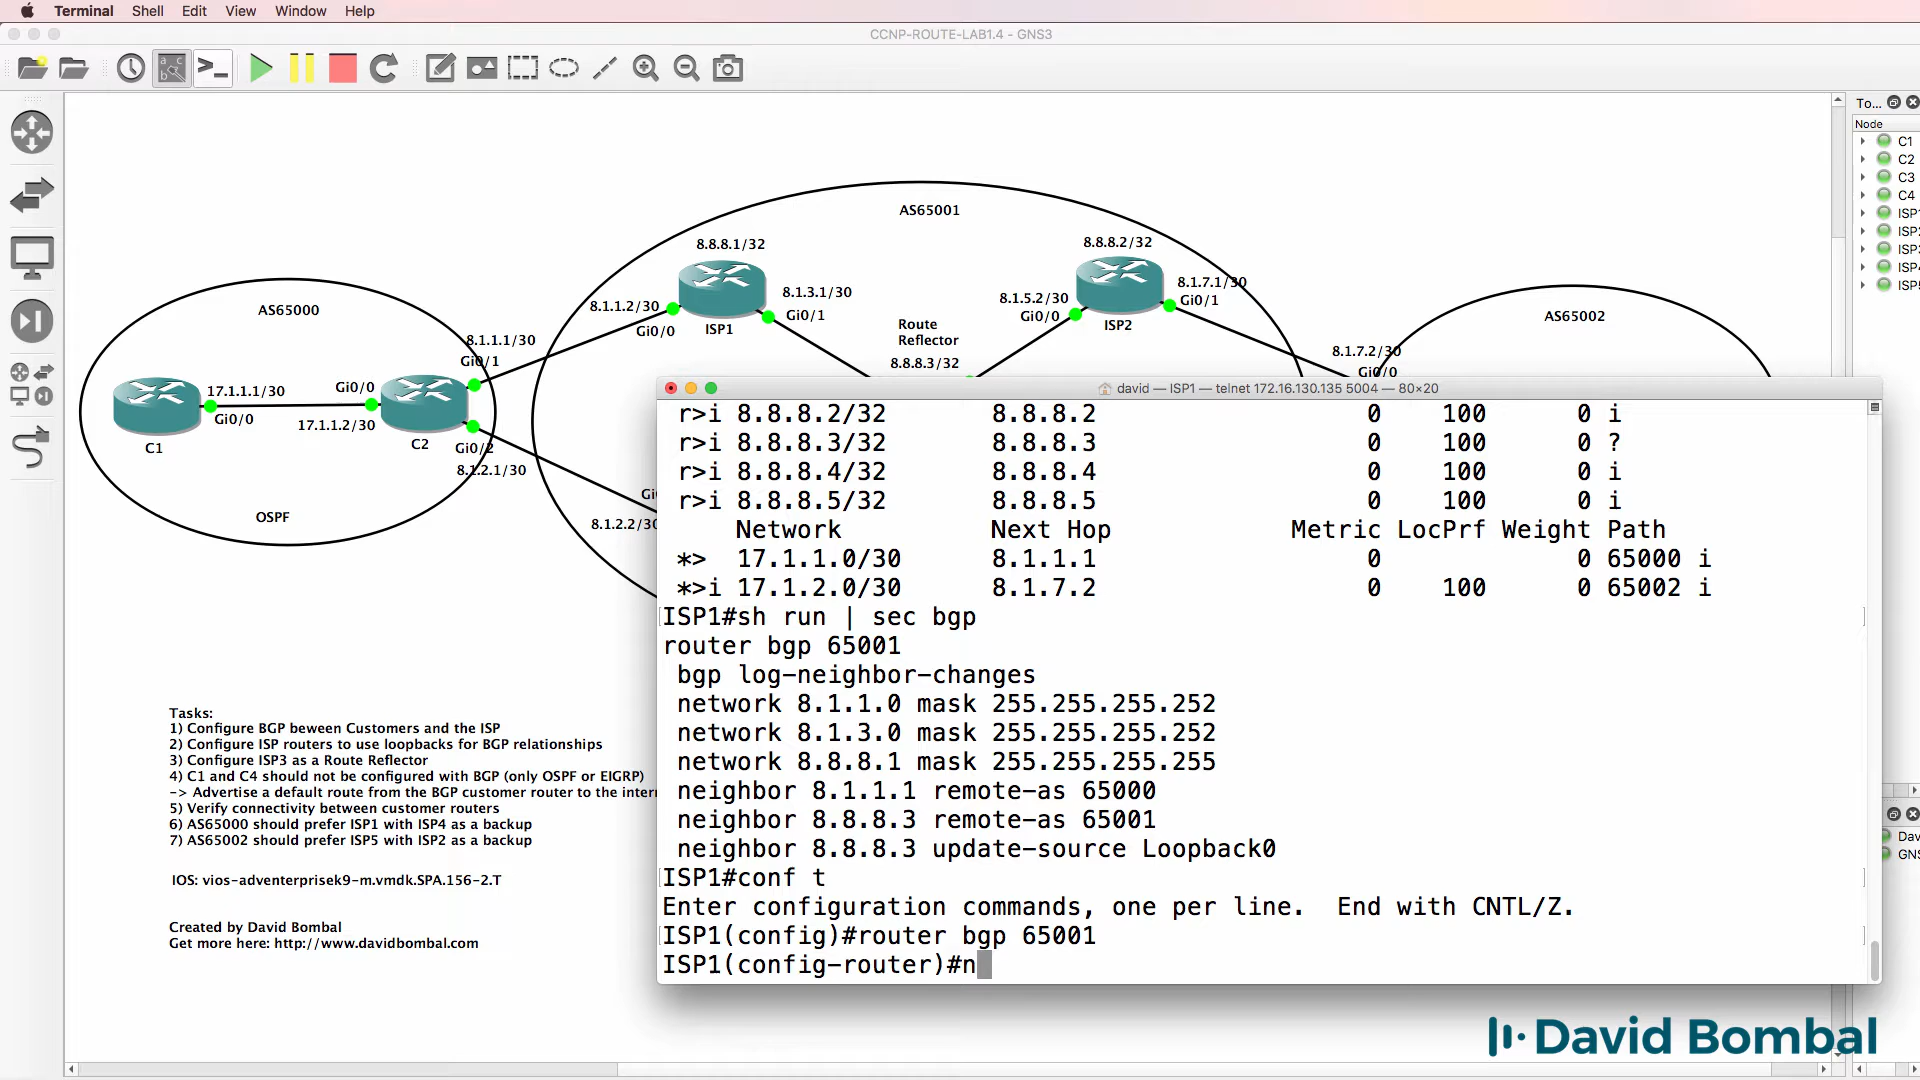 Terminal Shell Edit View Window Help
CCNP-ROUTE-LAB1.4 - GNS3
To...
Node
C1
C2
C3
C4
ISP1
ISP
ISP
ISP
ISP
AS65001
8.8.8.1/32
8.8.8.2/32
8.1.1.2/30
Gi0/0
8.1.3.1/30
Gi0/1
ISP1
8.1.5.2/30
Gi0/0
8.1.7.1/30
Gi0/1
ISP2
Route
Reflector
8.8.8.3/32
AS65002
8.1.7.2/30
Gi0/0
AS65000
8.1.1.1/30
Gi0/1
17.1.1.1/30
Gi0/0
Gi0/0
17.1.1.2/30
C1
C2
Gi0/2
8.1.2.1/30
Gi
8.1.2.2/30
OSPF
david — ISP1 — telnet 172.16.130.135 5004 — 80×20
r>i 8.8.8.2/32 8.8.8.2 0 100 0 i
r>i 8.8.8.3/32 8.8.8.3 0 100 0 ?
r>i 8.8.8.4/32 8.8.8.4 0 100 0 i
r>i 8.8.8.5/32 8.8.8.5 0 100 0 i
Network Next Hop Metric LocPrf Weight Path
*> 17.1.1.0/30 8.1.1.1 0 0 65000 i
*>i 17.1.2.0/30 8.1.7.2 0 100 0 65002 i
ISP1#sh run | sec bgp
router bgp 65001
bgp log-neighbor-changes
network 8.1.1.0 mask 255.255.255.252
network 8.1.3.0 mask 255.255.255.252
network 8.8.8.1 mask 255.255.255.255
neighbor 8.1.1.1 remote-as 65000
neighbor 8.8.8.3 remote-as 65001
neighbor 8.8.8.3 update-source Loopback0
ISP1#conf t
Enter configuration commands, one per line. End with CNTL/Z.
ISP1(config)#router bgp 65001
ISP1(config-router)#n
Tasks:
1) Configure BGP beween Customers and the ISP
2) Configure ISP routers to use loopbacks for BGP relationships
3) Configure ISP3 as a Route Reflector
4) C1 and C4 should not be configured with BGP (only OSPF or EIGRP)
-> Advertise a default route from the BGP customer router to the inter
5) Verify connectivity between customer routers
6) AS65000 should prefer ISP1 with ISP4 as a backup
7) AS65002 should prefer ISP5 with ISP2 as a backup
IOS: vios-adventerprisek9-m.vmdk.SPA.156-2.T
Created by David Bombal
Get more here: http://www.davidbombal.com
Dav
GNS
David Bombal